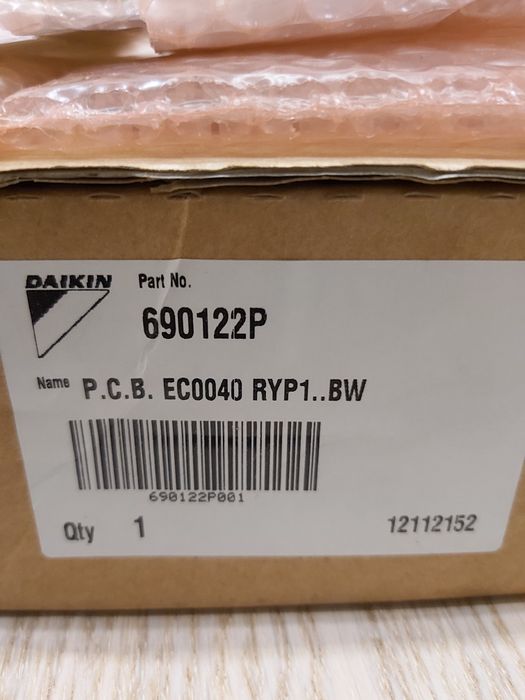 DAIKIN
Part No.
690122P
Name P.C.B. EC0040 RYP1..BW
690122P001
Qty 1
12112152